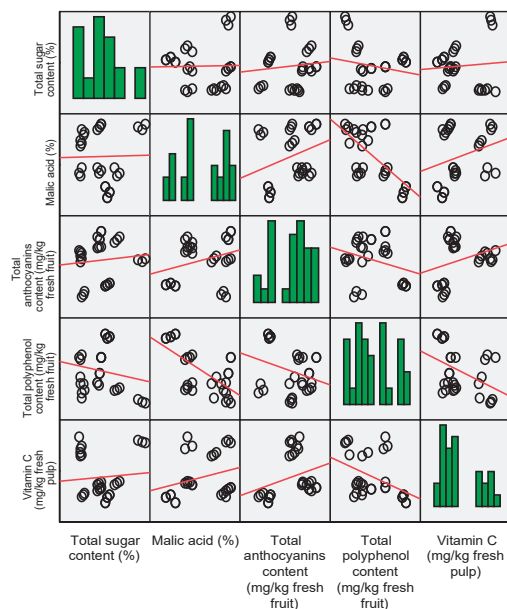 Total sugar
content (%)
Malic acid (%)
Total
anthocyanins
content (mg/kg
fresh fruit)
Total polyphenol
content (mg/kg
fresh fruit)
Vitamin C
(mg/kg fresh
pulp)
Total sugar
content (%)
Malic acid (%)
Total
anthocyanins
content
(mg/kg fresh
fruit)
Total
polyphenol
content
(mg/kg fresh
fruit)
Vitamin C
(mg/kg fresh
pulp)